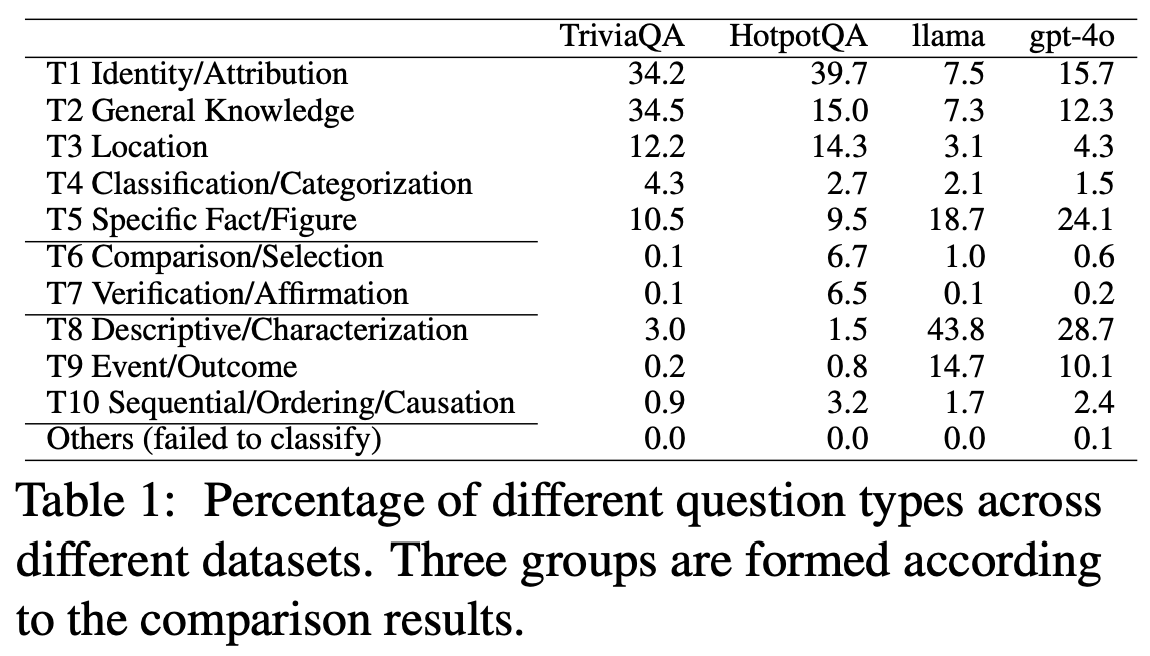 TriviaQA HotpotQA llama gpt-4o
T1 Identity/Attribution 34.2 39.7 7.5 15.7
T2 General Knowledge 34.5 15.0 7.3 12.3
T3 Location 12.2 14.3 3.1 4.3
T4 Classification/Categorization 4.3 2.7 2.1 1.5
T5 Specific Fact/Figure 10.5 9.5 18.7 24.1
T6 Comparison/Selection 0.1 6.7 1.0 0.6
T7 Verification/Affirmation 0.1 6.5 0.1 0.2
T8 Descriptive/Characterization 3.0 1.5 43.8 28.7
T9 Event/Outcome 0.2 0.8 14.7 10.1
T10 Sequential/Ordering/Causation 0.9 3.2 1.7 2.4
Others (failed to classify) 0.0 0.0 0.0 0.1
Table 1: Percentage of different question types across
different datasets. Three groups are formed according
to the comparison results.